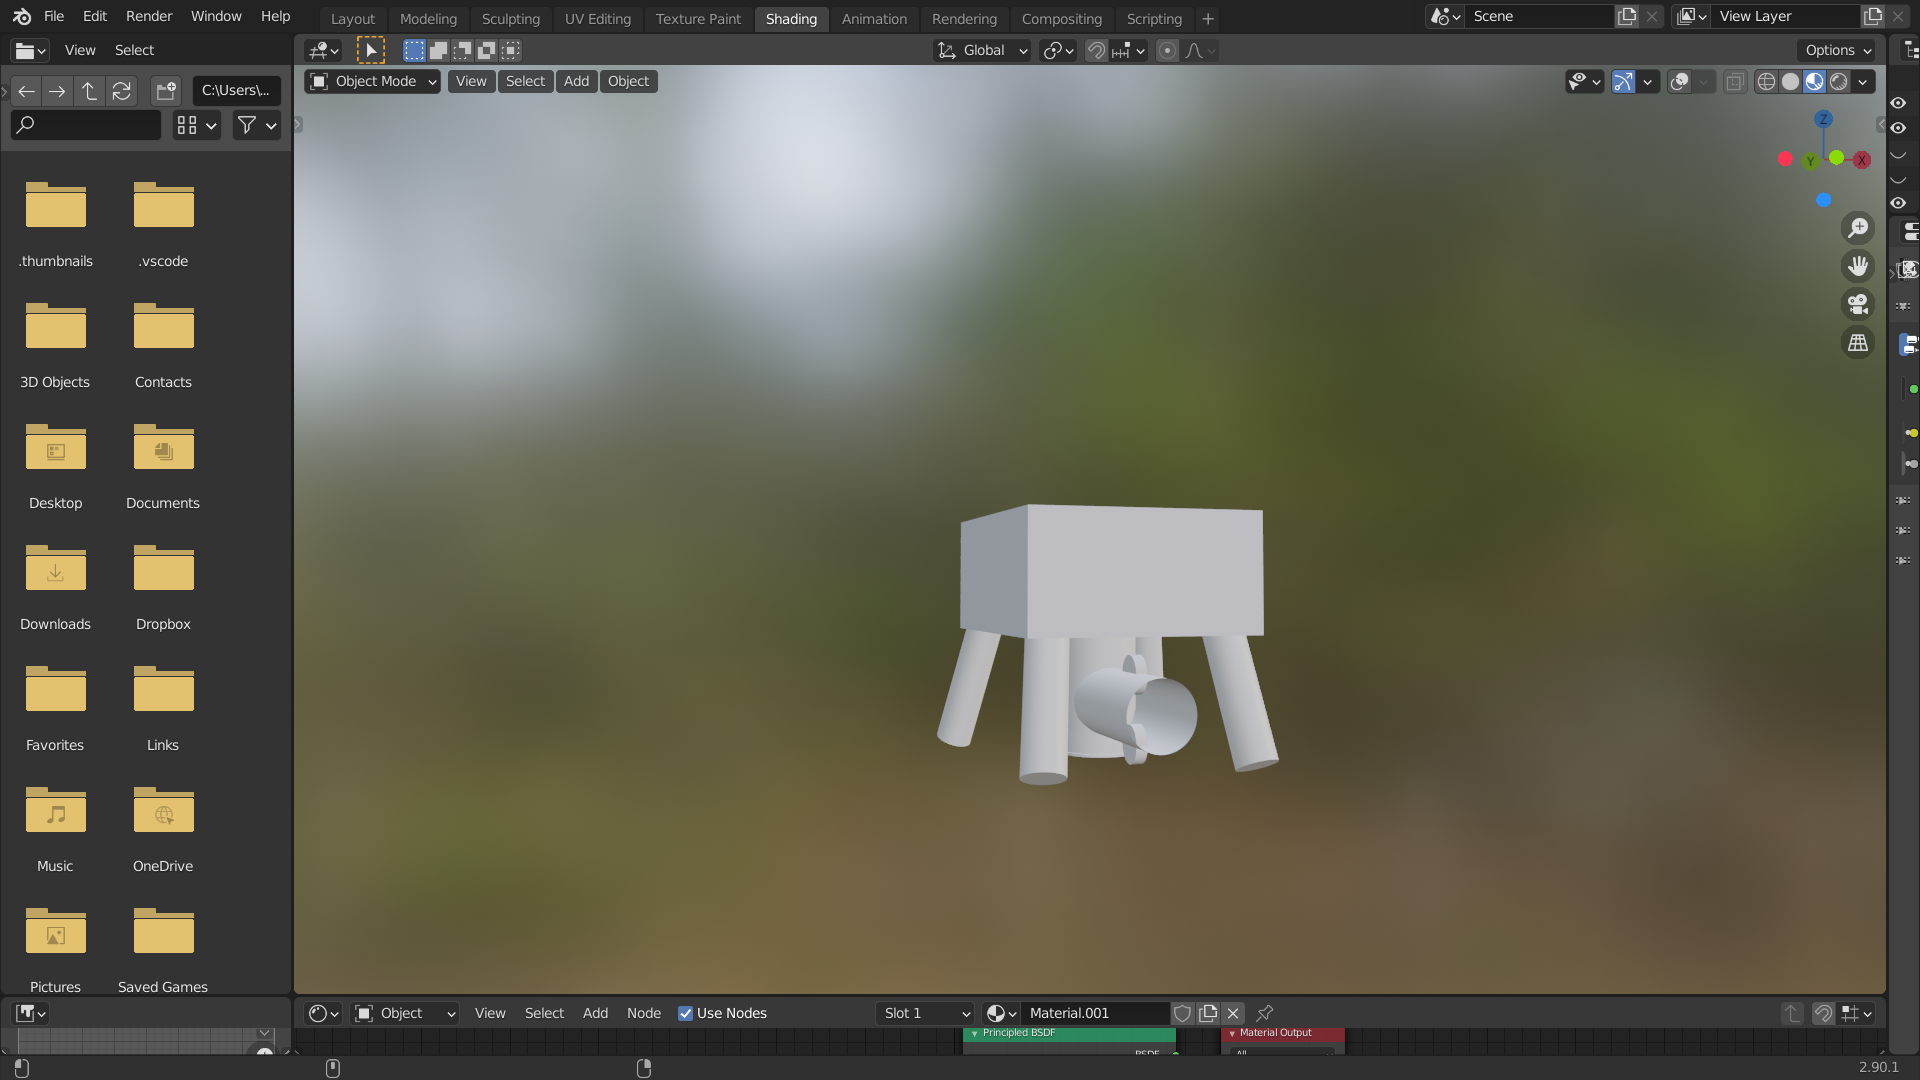 File Edit Render Window Help Layout Modeling Sculpting UV Editing Texture Paint Shading Animation Rendering Compositing Scripting + Scene View Layer
View Select Global Options
C:\Users\... Object Mode View Select Add Object
Z
Y X
.thumbnails .vscode
3D Objects Contacts
Desktop Documents
Downloads Dropbox
Favorites Links
Music OneDrive
Pictures Saved Games
Object View Select Add Node Use Nodes Slot 1 Material.001
Principled BSDF Material Output
BSDF All
2.90.1